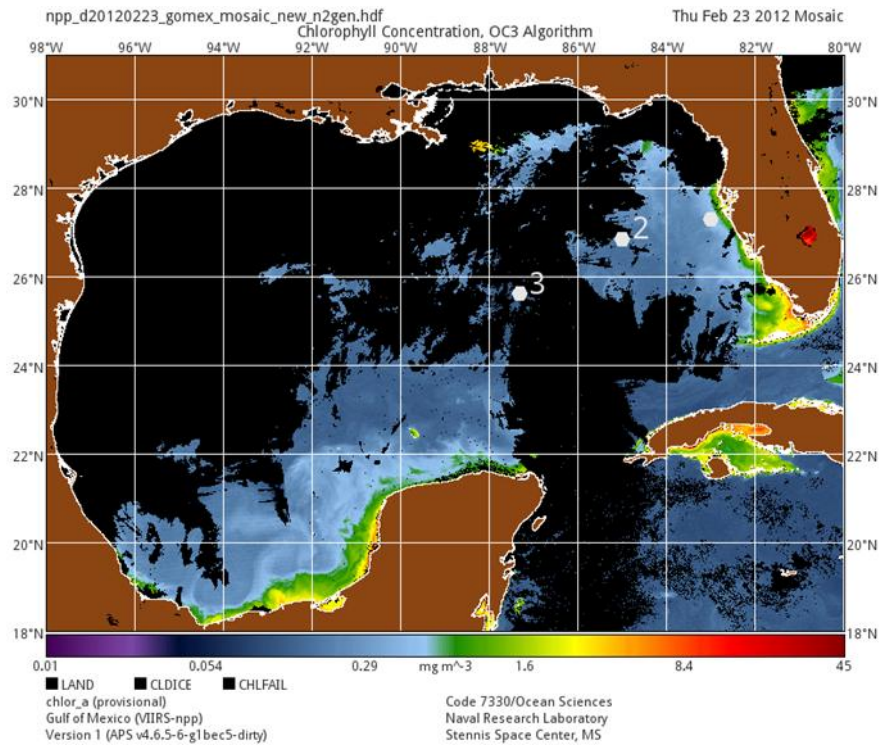 npp_d20120223_gomex_mosaic_new_n2gen.hdf Thu Feb 23 2012 Mosaic
Chlorophyll Concentration, OC3 Algorithm
98°W 96°W 94°W 92°W 90°W 88°W 86°W 84°W 82°W 80°W
30°N 30°N
28°N 28°N
2
26°N 26°N
3
24°N 24°N
22°N 22°N
20°N 20°N
18°N 18°N
0.01 0.054 0.29 mg m^-3 1.6 8.4 45
LAND CLDICE CHLFAIL
chlor_a (provisional)
Gulf of Mexico (VIIRS-npp)
Version 1 (APS v4.6.5-6-g1bec5-dirty)
Code 7330/Ocean Sciences
Naval Research Laboratory
Stennis Space Center, MS